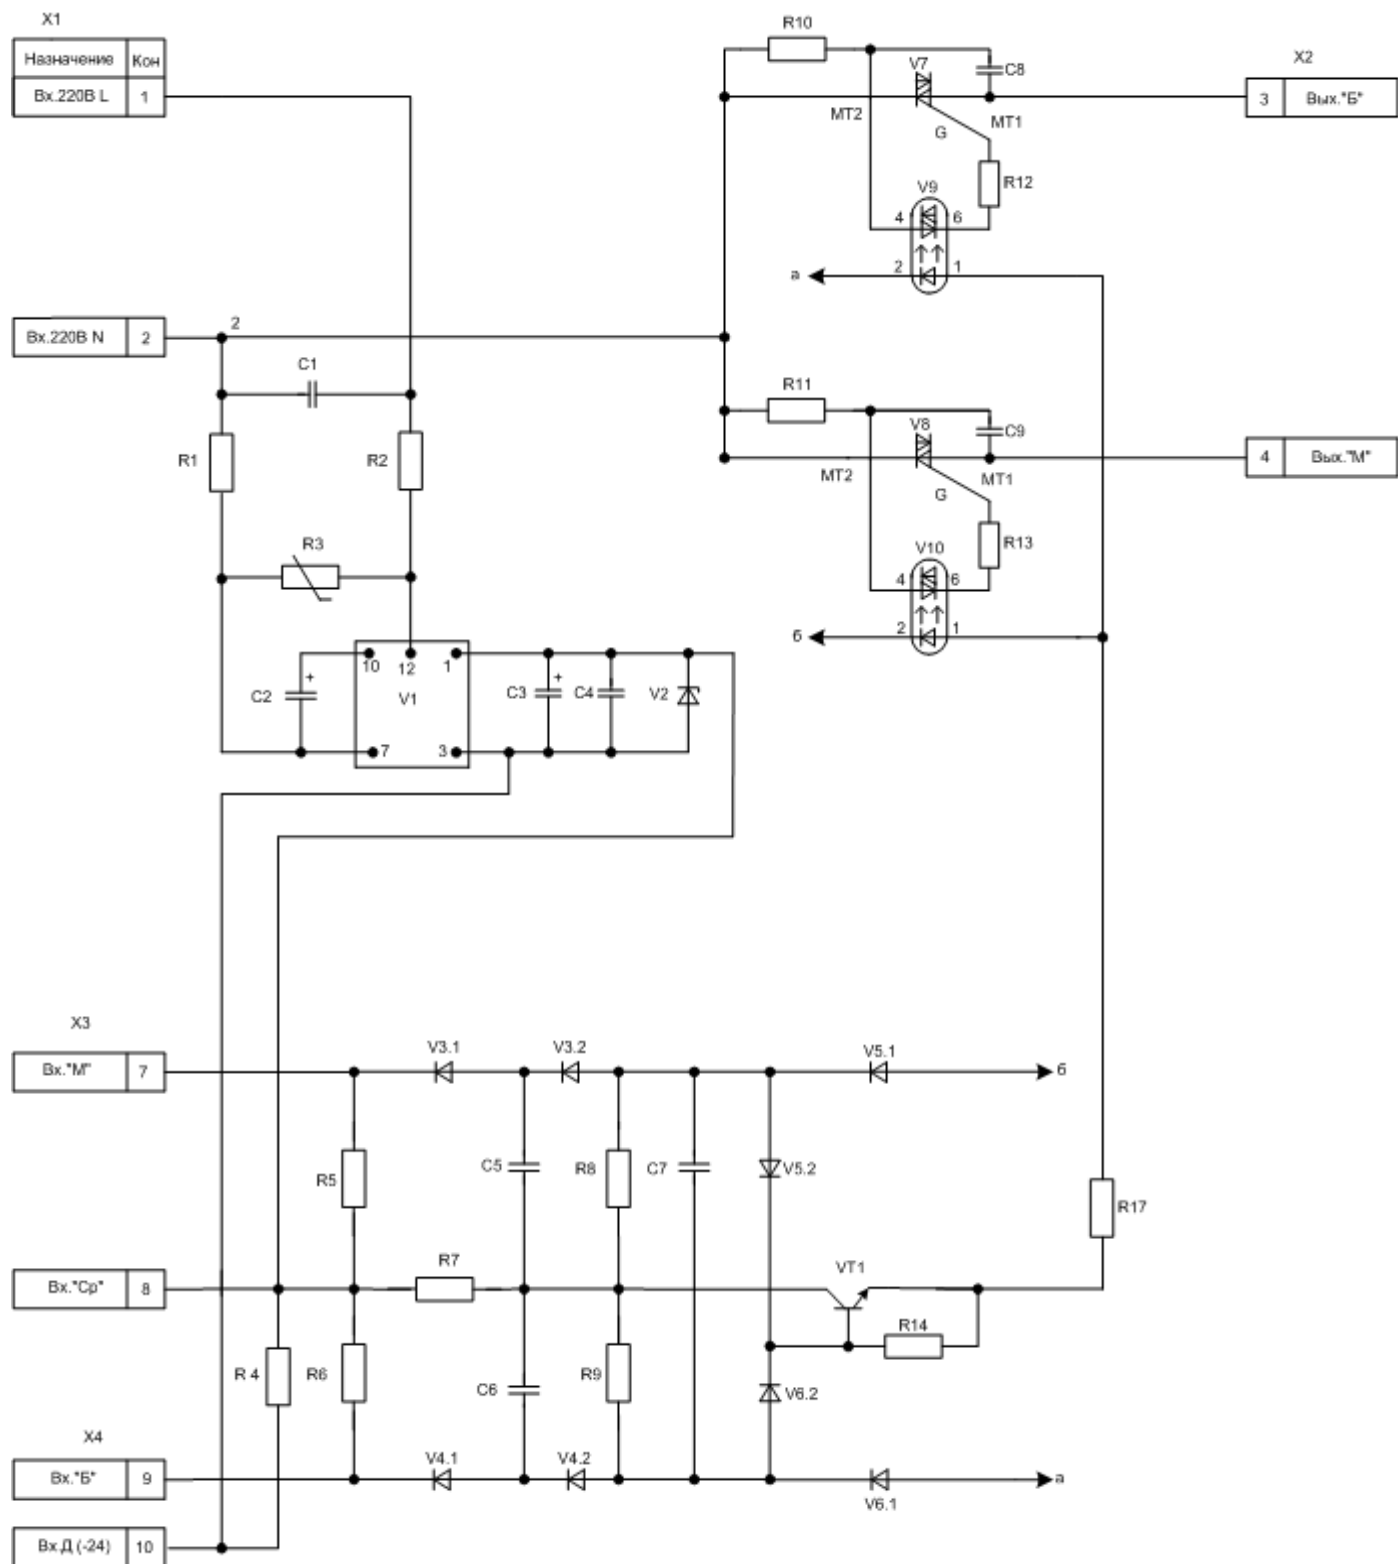 X1
R10
Назначение
Кон
V7
C8
X2
Вх.220В L
1
MT2
MT1
3
Вых."Б"
G
V9
R12
4
6
а
2
1
Вх.220В N
2
2
C1
R11
V8
C9
R1
R2
MT2
MT1
4
Вых."М"
G
R3
V10
R13
4
6
б
2
1
10
12
1
C2
+
V1
C3
+
C4
V2
7
3
X3
V3.1
V3.2
V5.1
Вх."М"
7
б
R5
C5
R8
C7
V5.2
R17
R7
VT1
Вх."Ср"
8
R14
R 4
R6
C6
R9
V6.2
X4
V4.1
V4.2
Вх."Б"
9
а
V6.1
Вх.Д (-24)
10